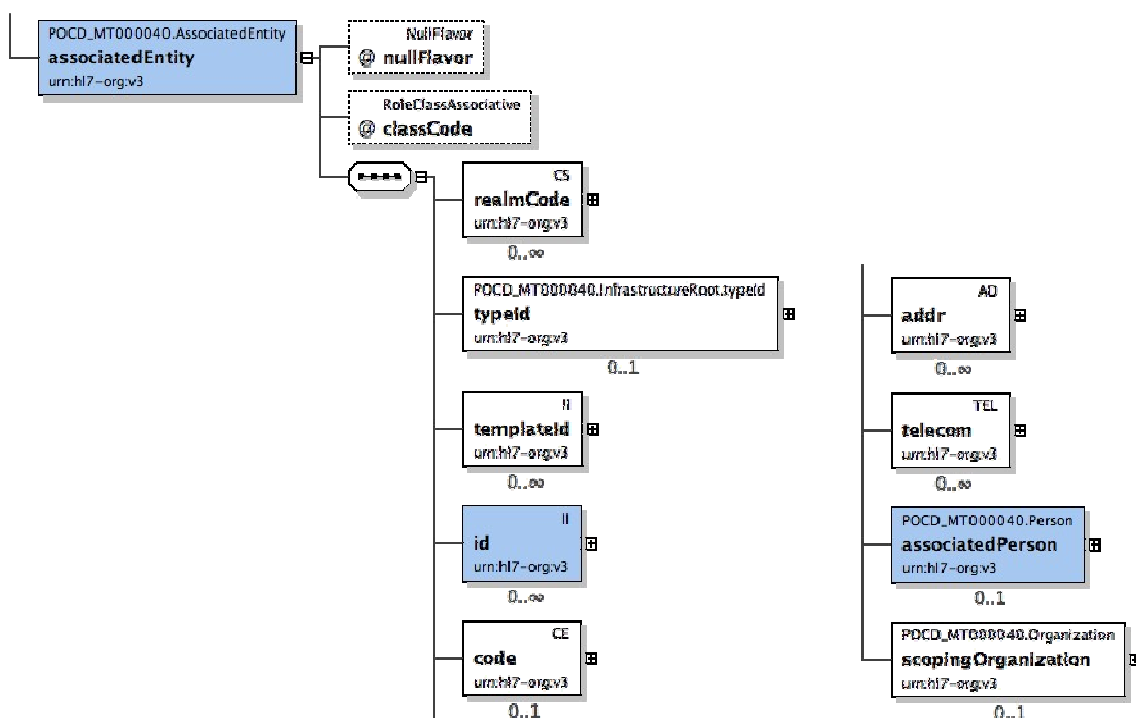 POCD_MT000040.AssociatedEntity
associatedEntity
urn:hl7-org:v3
NullFlavor
@ nullFlavor
RoleClassAssociative
@ classCode
CS
realmCode
urn:hl7-org:v3
0..∞
POCD_MT000040.InfrastructureRoot.typeId
typeId
urn:hl7-org:v3
0..1
II
templateId
urn:hl7-org:v3
0..∞
II
id
urn:hl7-org:v3
0..∞
CE
code
urn:hl7-org:v3
0..1
AD
addr
urn:hl7-org:v3
0..∞
TEL
telecom
urn:hl7-org:v3
0..∞
POCD_MT000040.Person
associatedPerson
urn:hl7-org:v3
0..1
POCD_MT000040.Organization
scopingOrganization
urn:hl7-org:v3
0..1